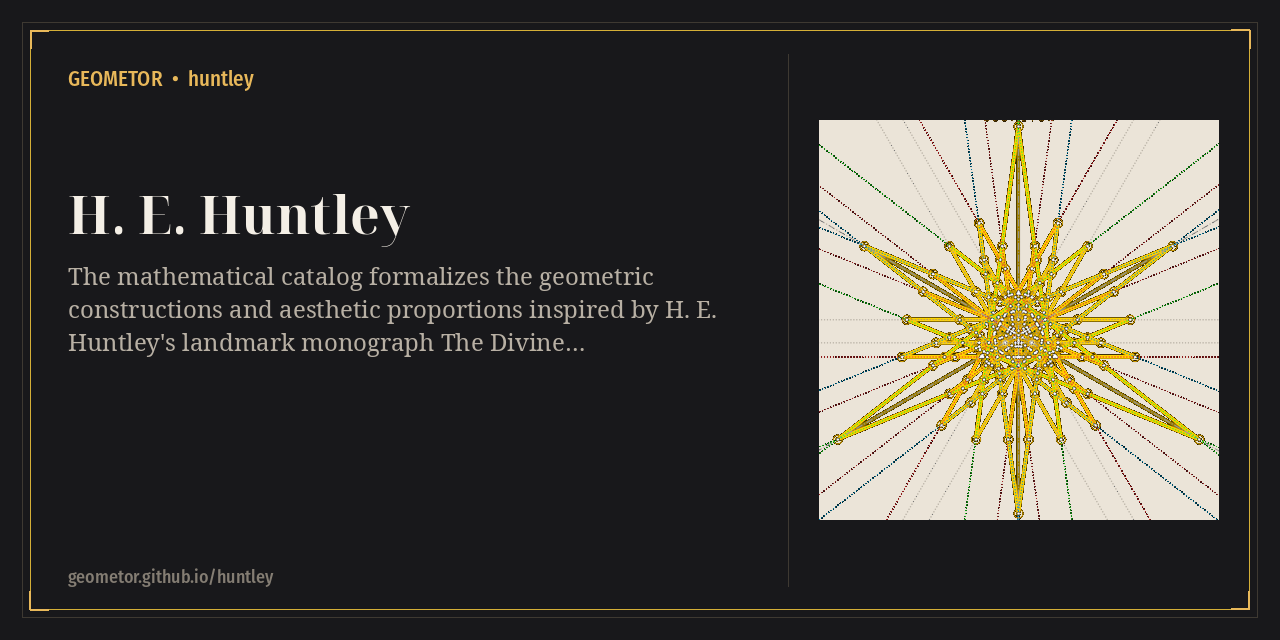 GEOMETOR • huntley
H. E. Huntley
The mathematical catalog formalizes the geometric
constructions and aesthetic proportions inspired by H. E.
Huntley's landmark monograph The Divine...
geometor.github.io/huntley